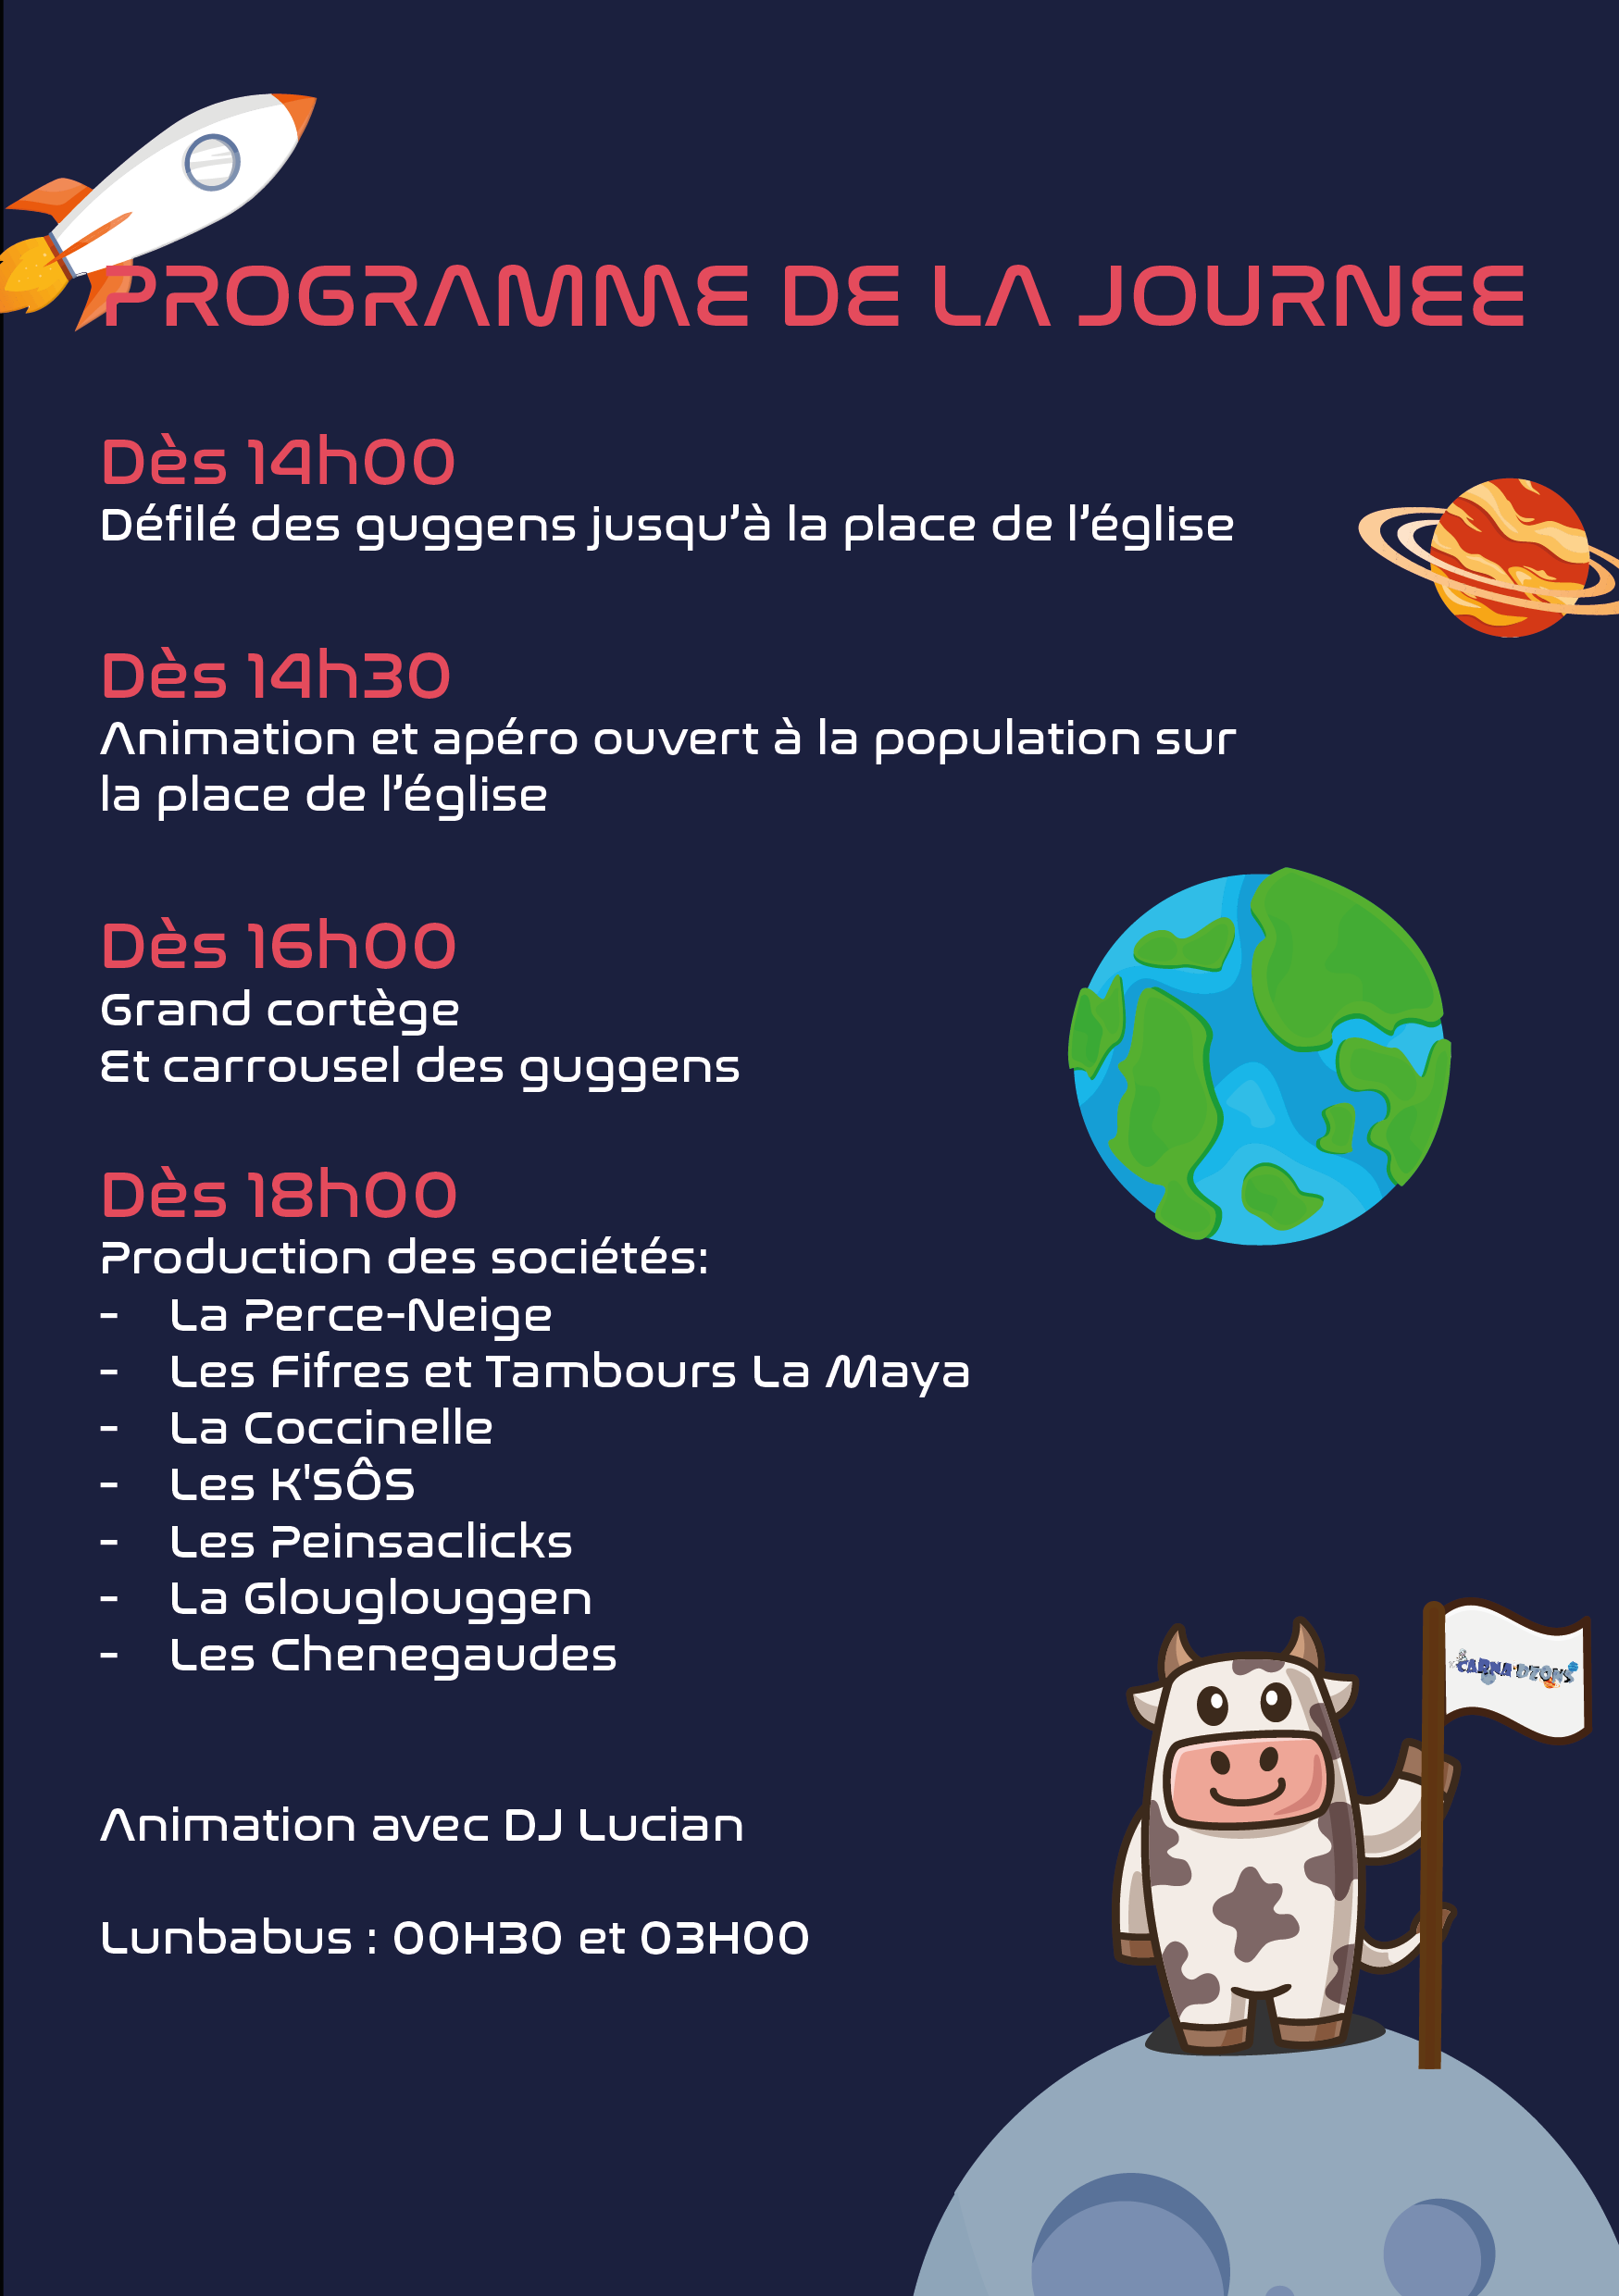 PROGRAMME DE LA JOURNEE
Dès 14h00
Défilé des guggens jusqu’à la place de l’église
Dès 14h30
Animation et apéro ouvert à la population sur
la place de l’église
Dès 16h00
Grand cortège
Et carrousel des guggens
Dès 18h00
Production des sociétés:
- La Perce-Neige
- Les Fifres et Tambours La Maya
- La Coccinelle
- Les K'SÔS
- Les Peinsaclicks
- La Glouglouggen
- Les Chenegaudes
CARNA D'ZONS
Animation avec DJ Lucian
Lunbabus : 00H30 et 03H00